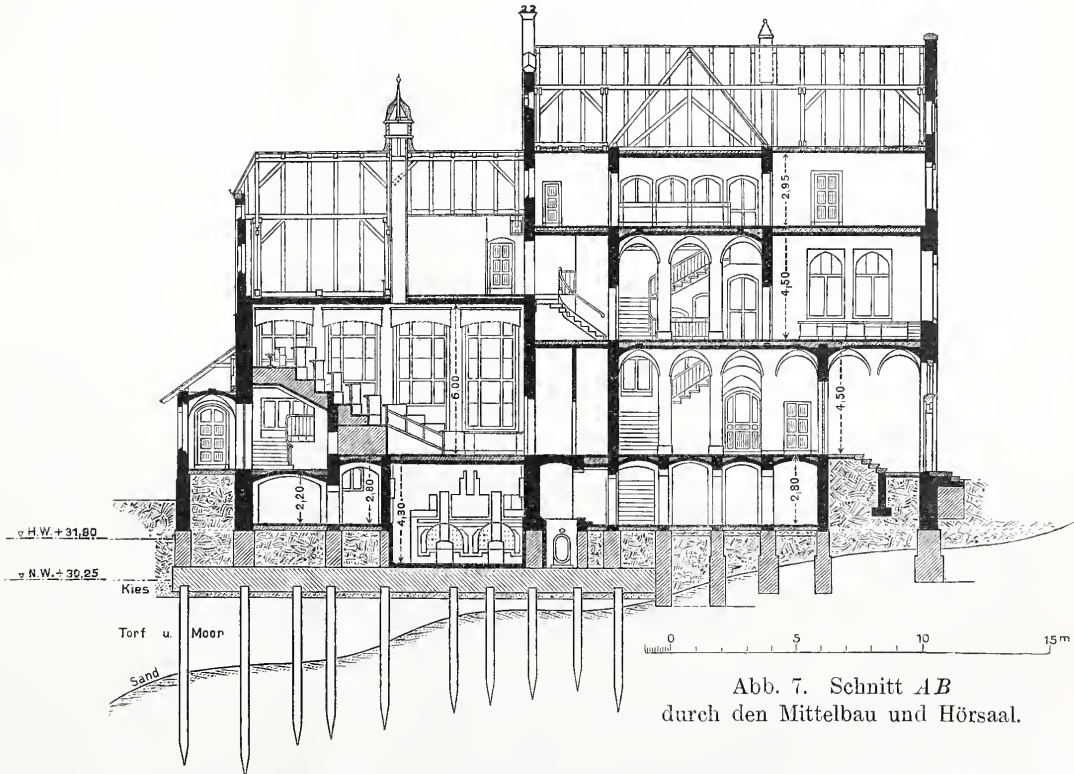 2,95
4,50
6,00
4,50
2,20
2,80
4,30
2,80
▽ H.W.+31,80
▽ N.W.+30,25
Kies
Torf u. Moor
Sand
0 5 10 15 m
Abb. 7. Schnitt AB
durch den Mittelbau und Hörsaal.